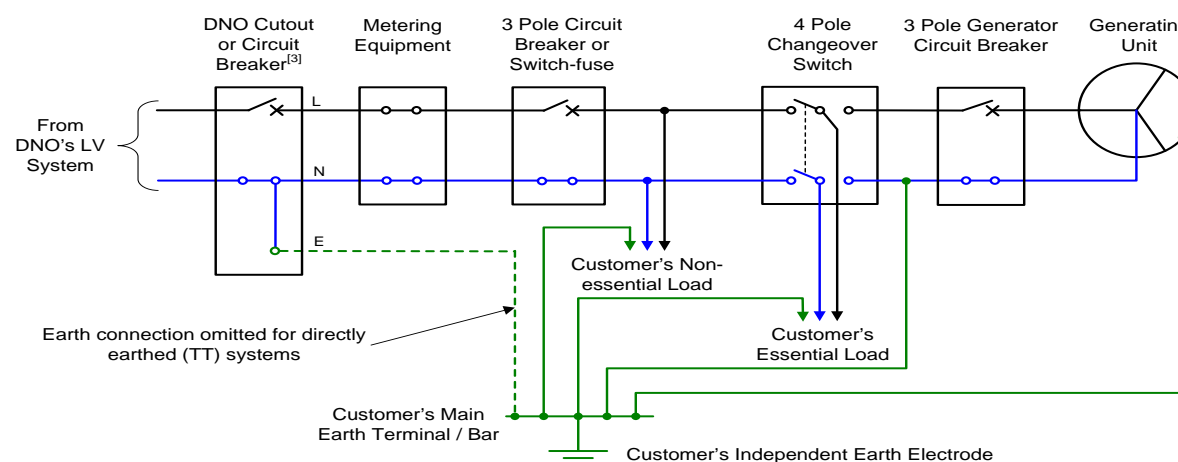 DNO Cutout
or Circuit
Breaker[3]
Metering
Equipment
3 Pole Circuit
Breaker or
Switch-fuse
4 Pole
Changeover
Switch
3 Pole Generator
Circuit Breaker
Generatin
Unit
L
From
DNO's LV
System
N
E
Customer's Non-
essential Load
Earth connection omitted for directly
earthed (TT) systems
Customer's
Essential Load
Customer's Main
Earth Terminal / Bar
Customer's Independent Earth Electrode